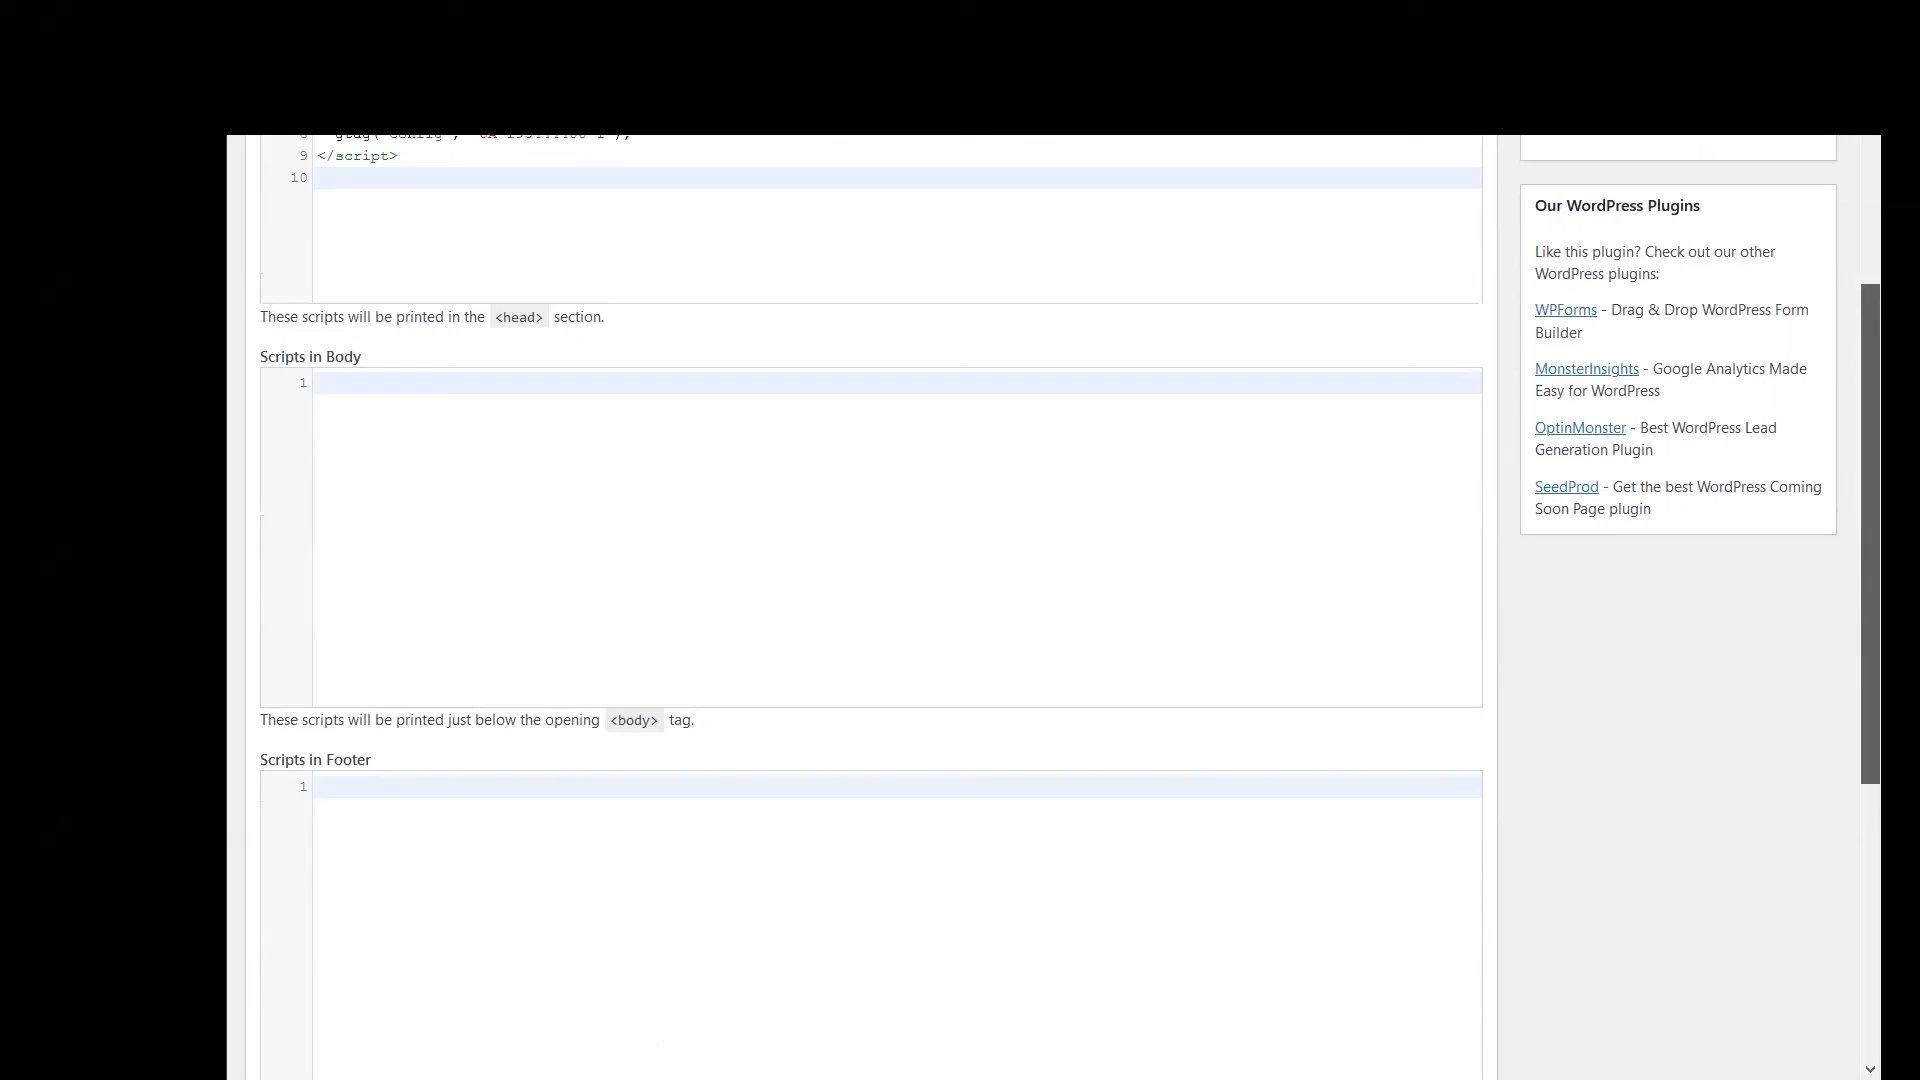 9 </script>
10
These scripts will be printed in the <head> section.
Scripts in Body
1
These scripts will be printed just below the opening <body> tag.
Scripts in Footer
1
Our WordPress Plugins
Like this plugin? Check out our other
WordPress plugins:
WPForms - Drag & Drop WordPress Form
Builder
MonsterInsights - Google Analytics Made
Easy for WordPress
OptinMonster - Best WordPress Lead
Generation Plugin
SeedProd - Get the best WordPress Coming
Soon Page plugin